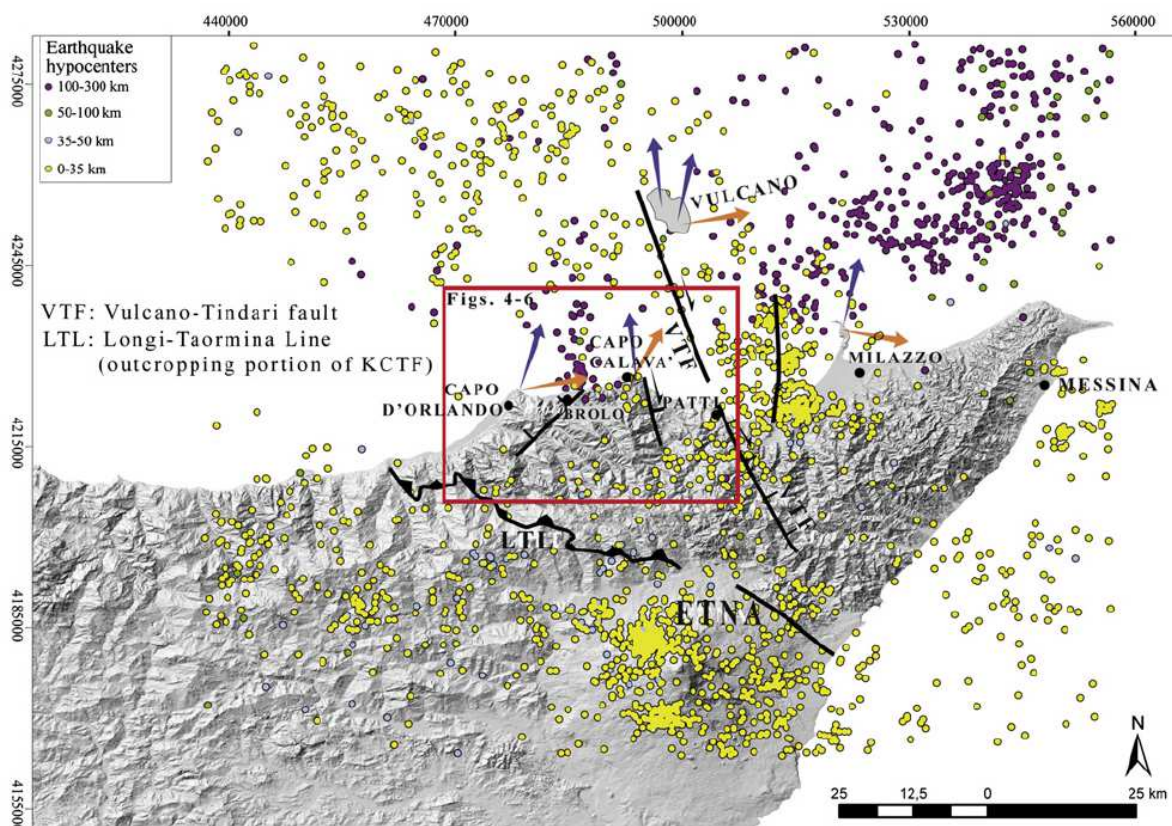 440000 470000 500000 530000 560000
4275000
4245000
4215000
4185000
4155000
Earthquake
hypocenters
100-300 km
50-100 km
35-50 km
0-35 km
VULCANO
Figs. 4-6
VTF: Vulcano-Tindari fault
LTL: Longi-Taormina Line
(outcropping portion of KCTF)
VTF
CAPO
CALAVA'
MILAZZO
CAPO
D'ORLANDO
BROLO
PATTI
MESSINA
VTF
LTL
ETNA
N
25 12,5 0 25 km